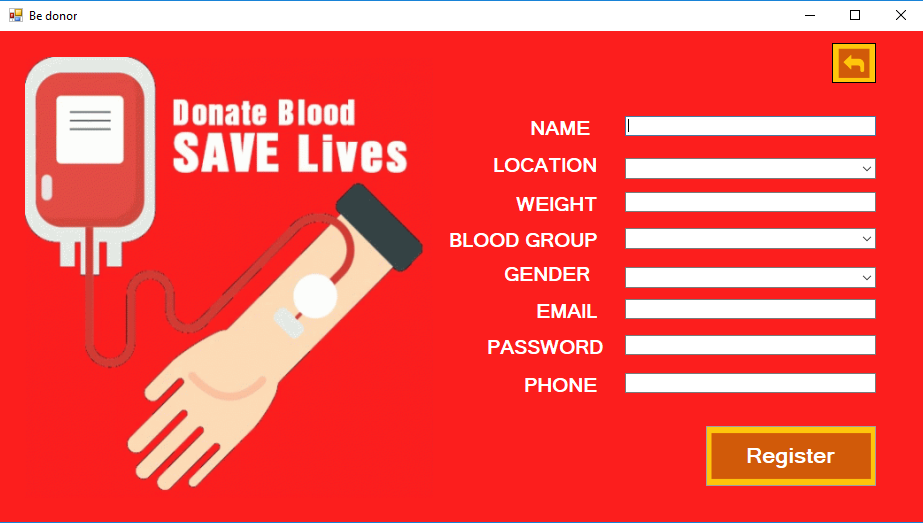 Be donor
Donate Blood
SAVE Lives
NAME
LOCATION
WEIGHT
BLOOD GROUP
GENDER
EMAIL
PASSWORD
PHONE
Register